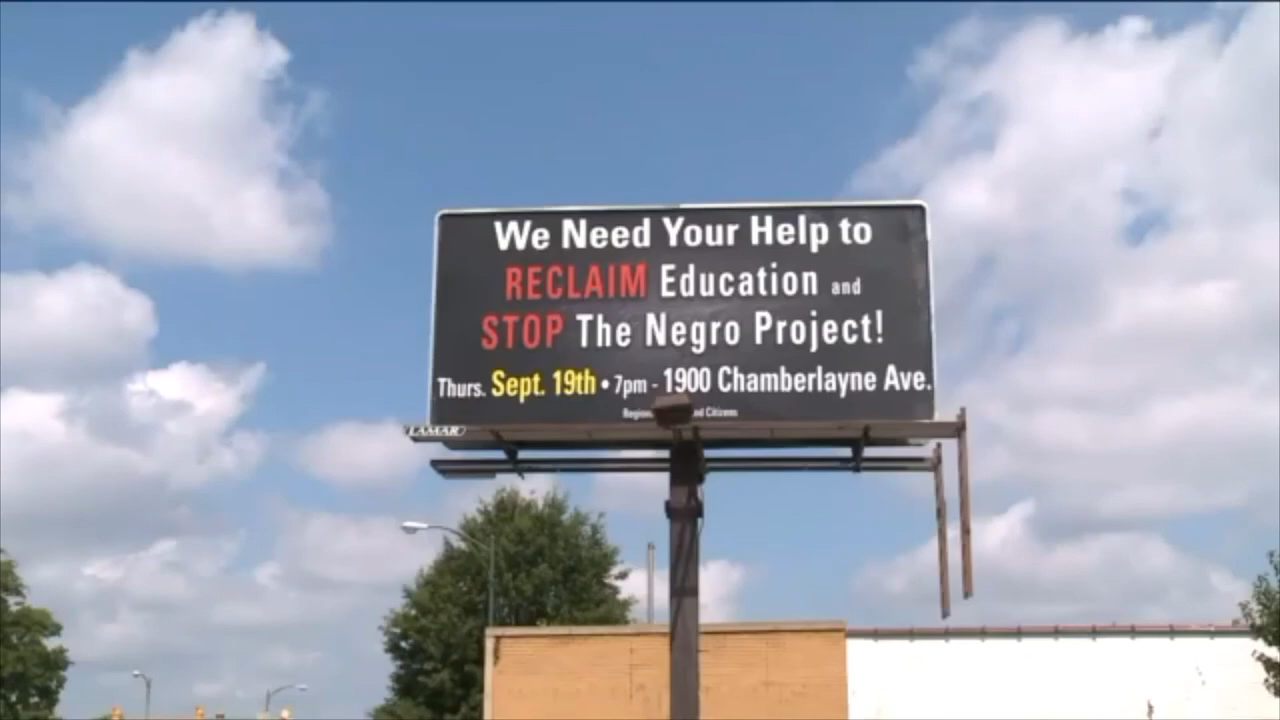 We Need Your Help to
RECLAIM Education and
STOP The Negro Project!
Thurs. Sept. 19th • 7pm - 1900 Chamberlayne Ave.
Citizens
LAMAR